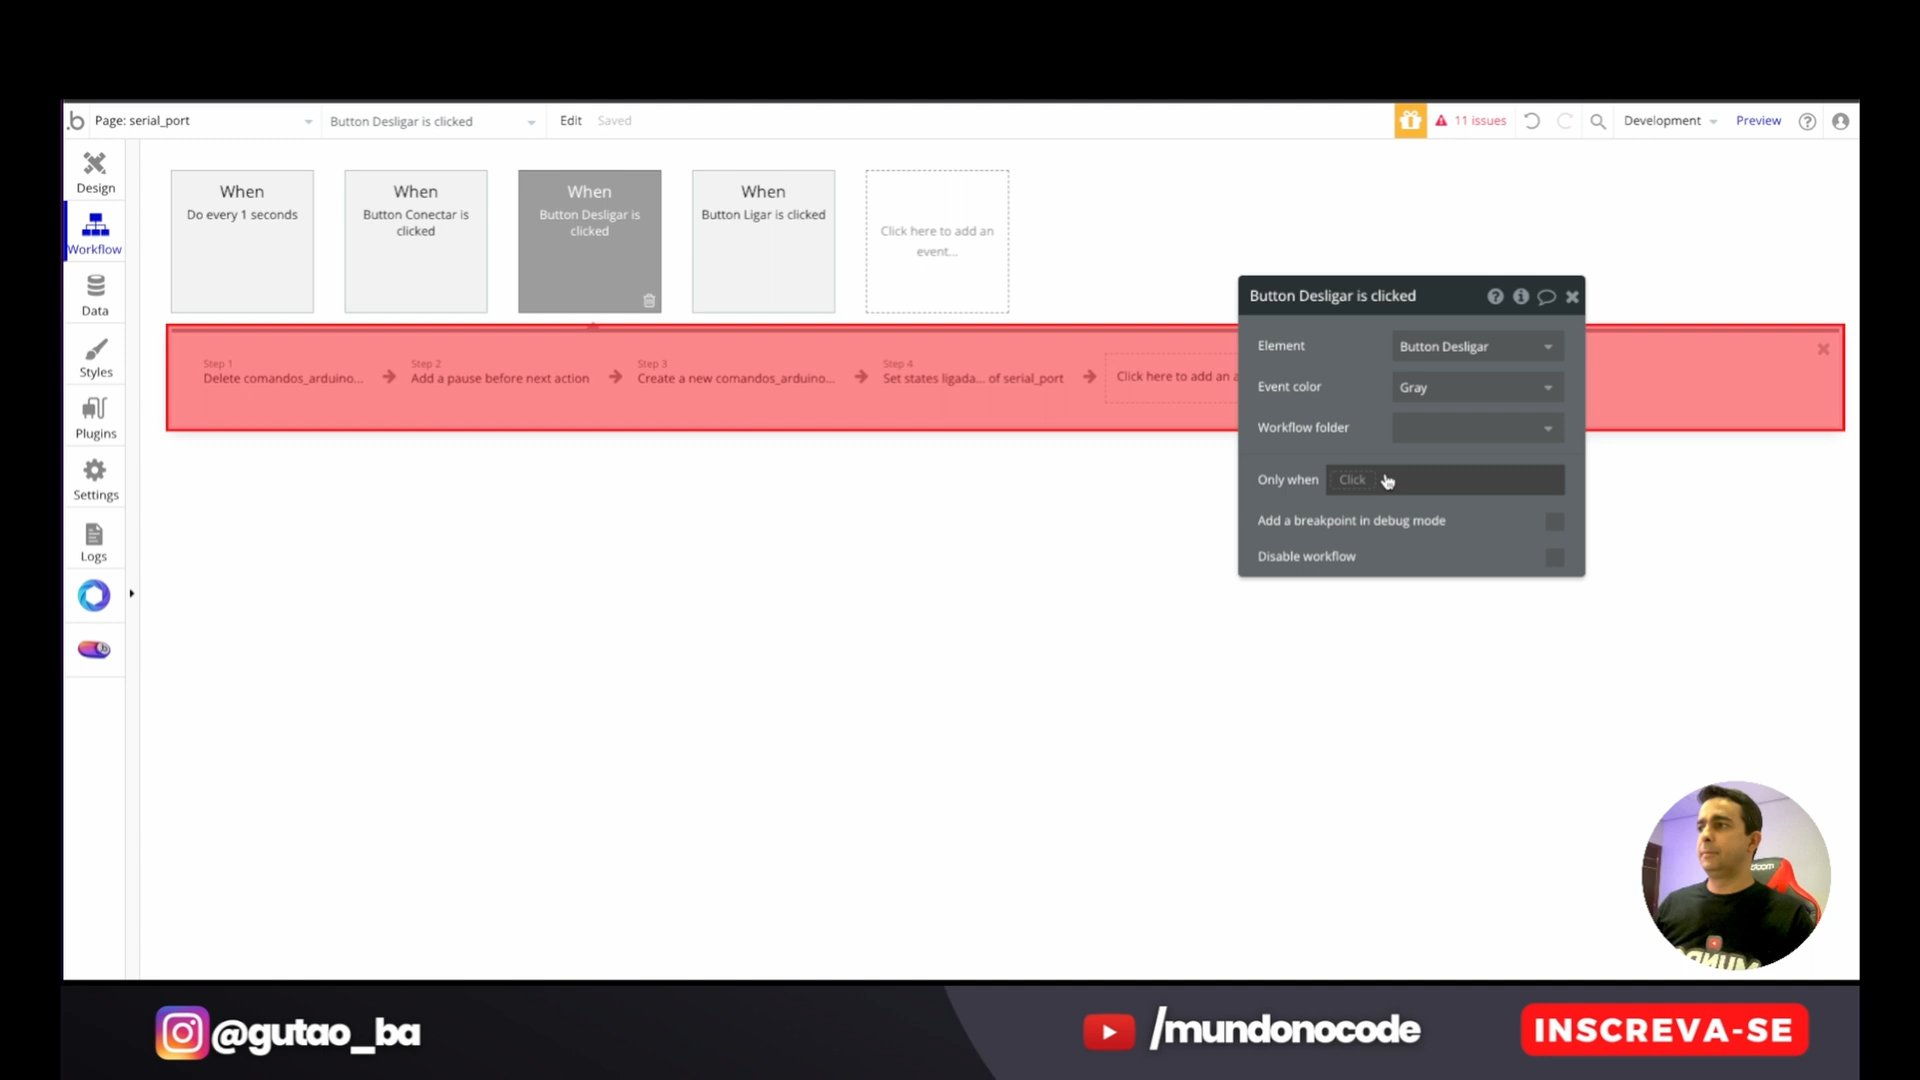 .b Page: serial_port
Button Desligar is clicked
Edit
Saved
11 issues
Development
Preview
Design
Workflow
Data
Styles
Plugins
Settings
Logs
When
Do every 1 seconds
When
Button Conectar is
clicked
When
Button Desligar is
clicked
When
Button Ligar is clicked
Click here to add an
event...
Step 1
Delete comandos_arduino...
Step 2
Add a pause before next action
Step 3
Create a new comandos_arduino...
Step 4
Set states ligada... of serial_port
Click here to add an a
Button Desligar is clicked
Element
Button Desligar
Event color
Gray
Workflow folder
Only when
Click
Add a breakpoint in debug mode
Disable workflow
@gutao_ba
/mundonocode
INSCREVA-SE